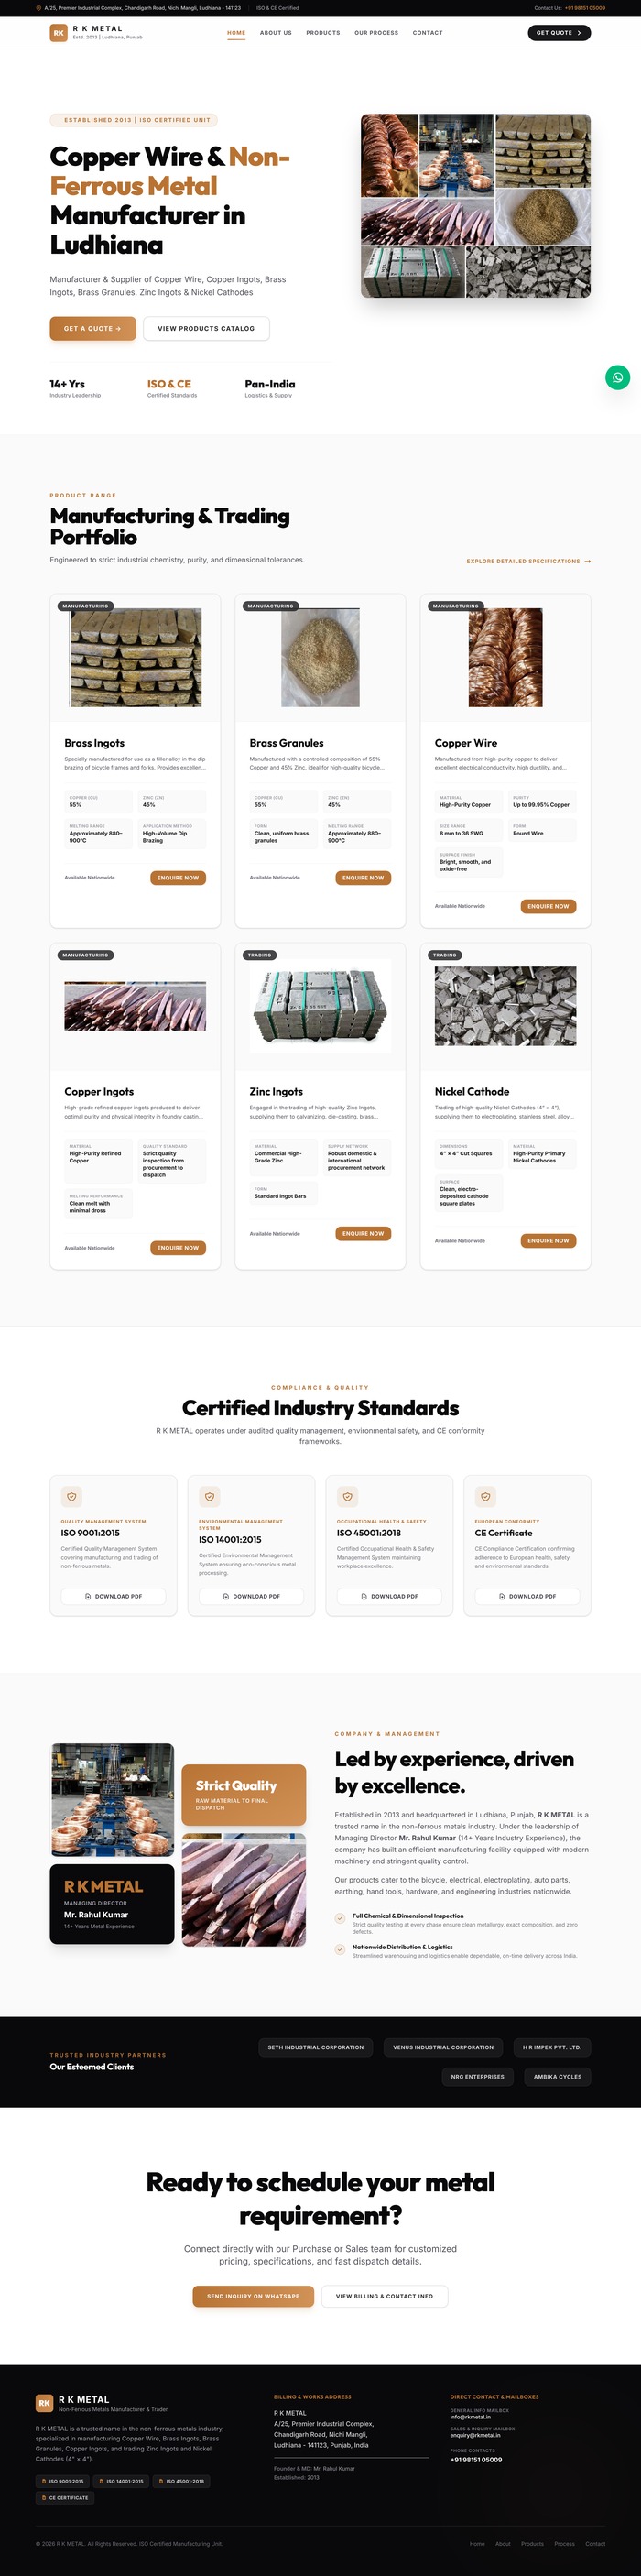 A/25, Premier Industrial Complex, Chandigarh Road, Nichi Mangli, Ludhiana - 141123
ISO & CE Certified
Contact Us: +91 98151 05009
RK
R K METAL
Estd. 2013 | Ludhiana, Punjab
HOME
ABOUT US
PRODUCTS
OUR PROCESS
CONTACT
GET QUOTE
ESTABLISHED 2013 | ISO CERTIFIED UNIT
Copper Wire & Non-
Ferrous Metal
Manufacturer in
Ludhiana
Manufacturer & Supplier of Copper Wire, Copper Ingots, Brass
Ingots, Brass Granules, Zinc Ingots & Nickel Cathodes
GET A QUOTE →
VIEW PRODUCTS CATALOG
14+ Yrs
Industry Leadership
ISO & CE
Certified Standards
Pan-India
Logistics & Supply
PRODUCT RANGE
Manufacturing & Trading
Portfolio
Engineered to strict industrial chemistry, purity, and dimensional tolerances.
EXPLORE DETAILED SPECIFICATIONS →
MANUFACTURING
Brass Ingots
Specially manufactured for use as a filler alloy in the dip
brazing of bicycle frames and forks. Provides excellen...
COPPER (CU)
55%
ZINC (ZN)
45%
MELTING RANGE
Approximately 880–
900°C
APPLICATION METHOD
High-Volume Dip
Brazing
Available Nationwide
ENQUIRE NOW
MANUFACTURING
Brass Granules
Manufactured with a controlled composition of 55%
Copper and 45% Zinc, ideal for high-quality bicycle...
COPPER (CU)
55%
ZINC (ZN)
45%
FORM
Clean, uniform brass
granules
MELTING RANGE
Approximately 880–
900°C
Available Nationwide
ENQUIRE NOW
MANUFACTURING
Copper Wire
Manufactured from high-purity copper to deliver
excellent electrical conductivity, high ductility, and...
MATERIAL
High-Purity Copper
PURITY
Up to 99.95% Copper
SIZE RANGE
8 mm to 36 SWG
FORM
Round Wire
SURFACE FINISH
Bright, smooth, and
oxide-free
Available Nationwide
ENQUIRE NOW
MANUFACTURING
Copper Ingots
High-grade refined copper ingots produced to deliver
optimal purity and physical integrity in foundry castin...
MATERIAL
High-Purity Refined
Copper
QUALITY STANDARD
Strict quality
inspection from
procurement to
dispatch
MELTING PERFORMANCE
Clean melt with
minimal dross
Available Nationwide
ENQUIRE NOW
TRADING
Zinc Ingots
Engaged in the trading of high-quality Zinc Ingots,
supplying them to galvanizing, die-casting, brass...
MATERIAL
Commercial High-
Grade Zinc
SUPPLY NETWORK
Robust domestic &
international
procurement network
FORM
Standard Ingot Bars
Available Nationwide
ENQUIRE NOW
TRADING
Nickel Cathode
Trading of high-quality Nickel Cathodes (4" × 4"),
supplying them to electroplating, stainless steel, alloy...
DIMENSIONS
4" × 4" Cut Squares
MATERIAL
High-Purity Primary
Nickel Cathodes
SURFACE
Clean, electro-
deposited cathode
square plates
Available Nationwide
ENQUIRE NOW
COMPLIANCE & QUALITY
Certified Industry Standards
R K METAL operates under audited quality management, environmental safety, and CE conformity
frameworks.
QUALITY MANAGEMENT SYSTEM
ISO 9001:2015
Certified Quality Management System
covering manufacturing and trading of
non-ferrous metals.
DOWNLOAD PDF
ENVIRONMENTAL MANAGEMENT
SYSTEM
ISO 14001:2015
Certified Environmental Management
System ensuring eco-conscious metal
processing.
DOWNLOAD PDF
OCCUPATIONAL HEALTH & SAFETY
ISO 45001:2018
Certified Occupational Health & Safety
Management System maintaining
workplace excellence.
DOWNLOAD PDF
EUROPEAN CONFORMITY
CE Certificate
CE Compliance Certification confirming
adherence to European health, safety,
and environmental standards.
DOWNLOAD PDF
Strict Quality
RAW MATERIAL TO FINAL
DISPATCH
R K METAL
MANAGING DIRECTOR
Mr. Rahul Kumar
14+ Years Metal Experience
COMPANY & MANAGEMENT
Led by experience, driven
by excellence.
Established in 2013 and headquartered in Ludhiana, Punjab, R K METAL is a
trusted name in the non-ferrous metals industry. Under the leadership of
Managing Director Mr. Rahul Kumar (14+ Years Industry Experience), the
company has built an efficient manufacturing facility equipped with modern
machinery and stringent quality control.
Our products cater to the bicycle, electrical, electroplating, auto parts,
earthing, hand tools, hardware, and engineering industries nationwide.
Full Chemical & Dimensional Inspection
Strict quality testing at every phase ensure clean metallurgy, exact composition, and zero
defects.
Nationwide Distribution & Logistics
Streamlined warehousing and logistics enable dependable, on-time delivery across India.
TRUSTED INDUSTRY PARTNERS
Our Esteemed Clients
SETH INDUSTRIAL CORPORATION
VENUS INDUSTRIAL CORPORATION
H R IMPEX PVT. LTD.
NRG ENTERPRISES
AMBIKA CYCLES
Ready to schedule your metal
requirement?
Connect directly with our Purchase or Sales team for customized
pricing, specifications, and fast dispatch details.
SEND INQUIRY ON WHATSAPP
VIEW BILLING & CONTACT INFO
RK
R K METAL
Non-Ferrous Metals Manufacturer & Trader
R K METAL is a trusted name in the non-ferrous metals industry,
specialized in manufacturing Copper Wire, Brass Ingots, Brass
Granules, Copper Ingots, and trading Zinc Ingots and Nickel
Cathodes (4" × 4").
ISO 9001:2015
ISO 14001:2015
ISO 45001:2018
CE CERTIFICATE
BILLING & WORKS ADDRESS
R K METAL
A/25, Premier Industrial Complex,
Chandigarh Road, Nichi Mangli,
Ludhiana - 141123, Punjab, India
Founder & MD: Mr. Rahul Kumar
Established: 2013
DIRECT CONTACT & MAILBOXES
GENERAL INFO MAILBOX
info@rkmetal.in
SALES & INQUIRY MAILBOX
enquiry@rkmetal.in
PHONE CONTACTS
+91 98151 05009
© 2026 R K METAL. All Rights Reserved. ISO Certified Manufacturing Unit.
Home
About
Products
Process
Contact